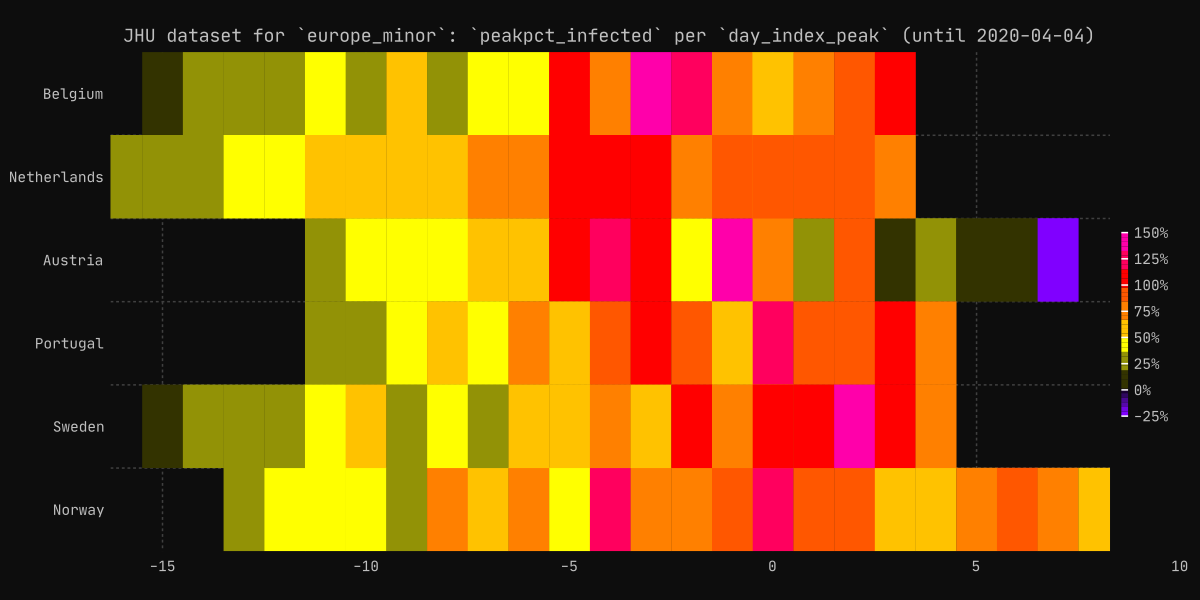 JHU dataset for `europe_minor`: `peakpct_infected` per `day_index_peak` (until 2020-04-04)
Belgium
Netherlands
Austria
Portugal
Sweden
Norway
150%
125%
100%
75%
50%
25%
0%
-25%
-15 -10 -5 0 5 10